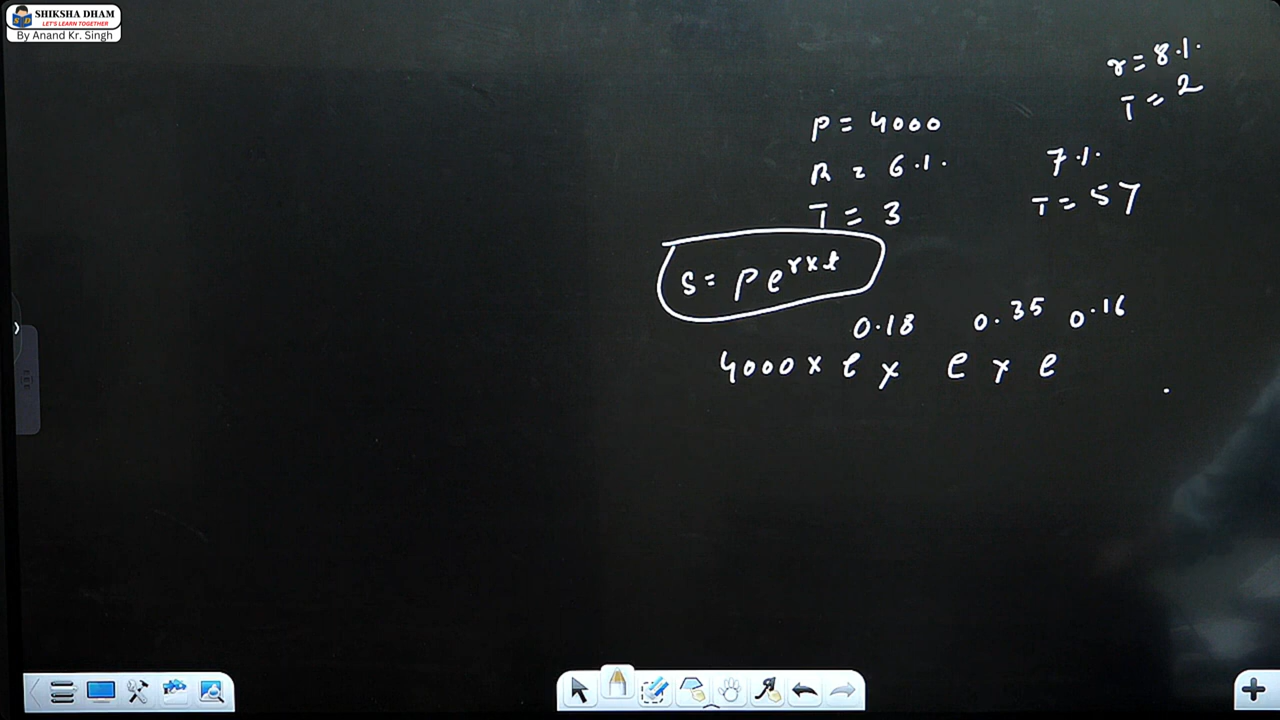 SHIKSHA DHAM
LET'S LEARN TOGETHER
By Anand Kr. Singh
r = 8%
T = 2
P = 4000
R = 6%
7%
T = 3
T = 5y
S = Pe^(r×t)
4000 × e^0.18 × e^0.35 × e^0.16